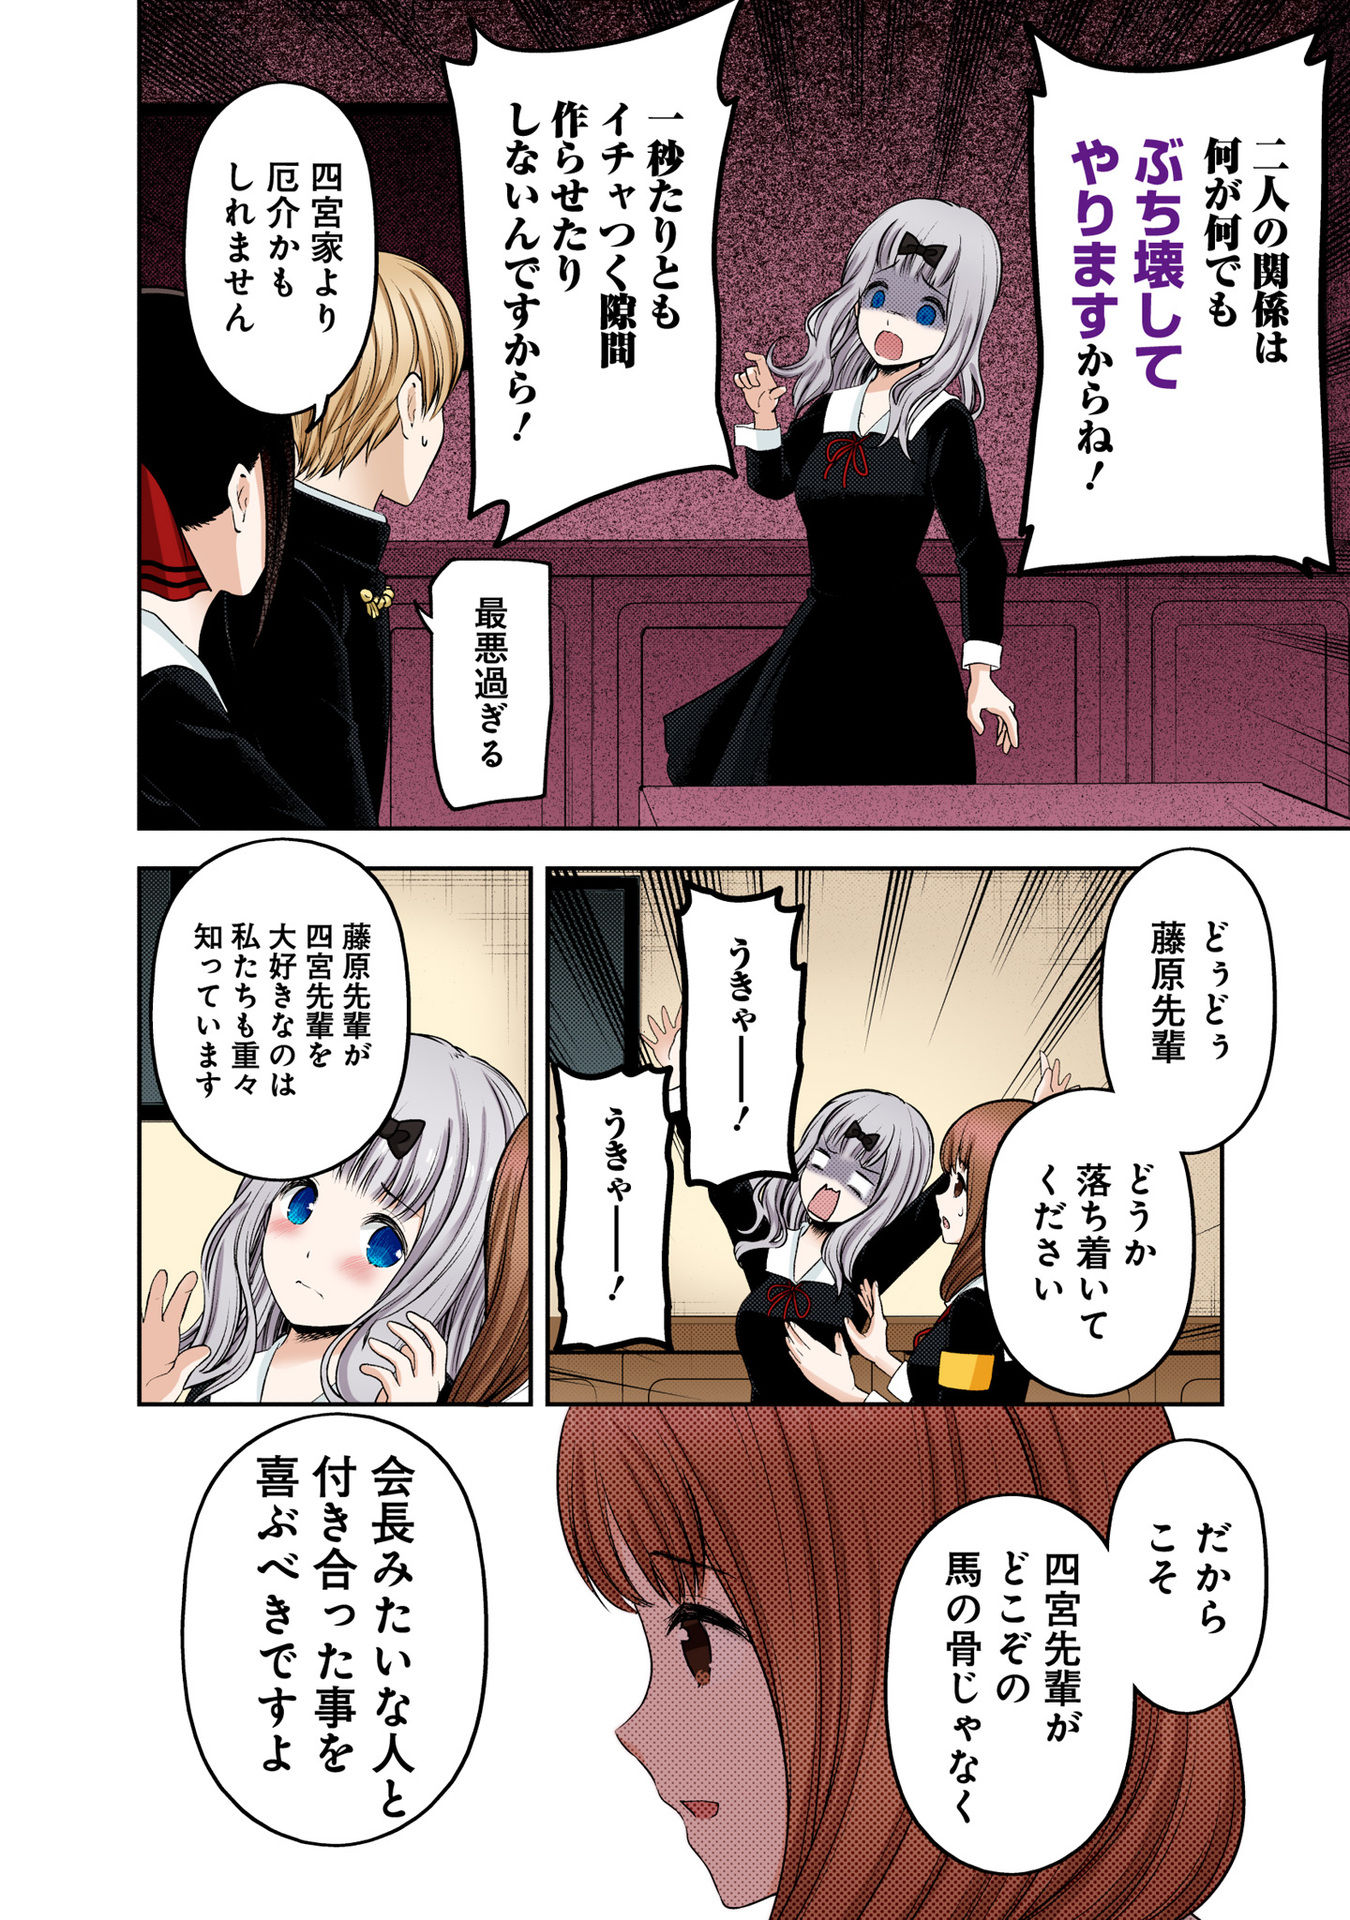 二人の関係は
何が何でも
ぶち壊して
やりますからね！
一秒たりとも
イチャつく隙間
作らせたり
しないんですから！
四宮家より
厄介かも
しれません
最悪過ぎる
どぅどぅ
藤原先輩
どうか
落ち着いて
ください
うきゃー！
うきゃー！
藤原先輩が
四宮先輩を
大好きなのは
私たちも重々
知っています
だから
こそ
四宮先輩が
どこぞの
馬の骨じゃなく
会長みたいな人と
付き合った事を
喜ぶべきですよ